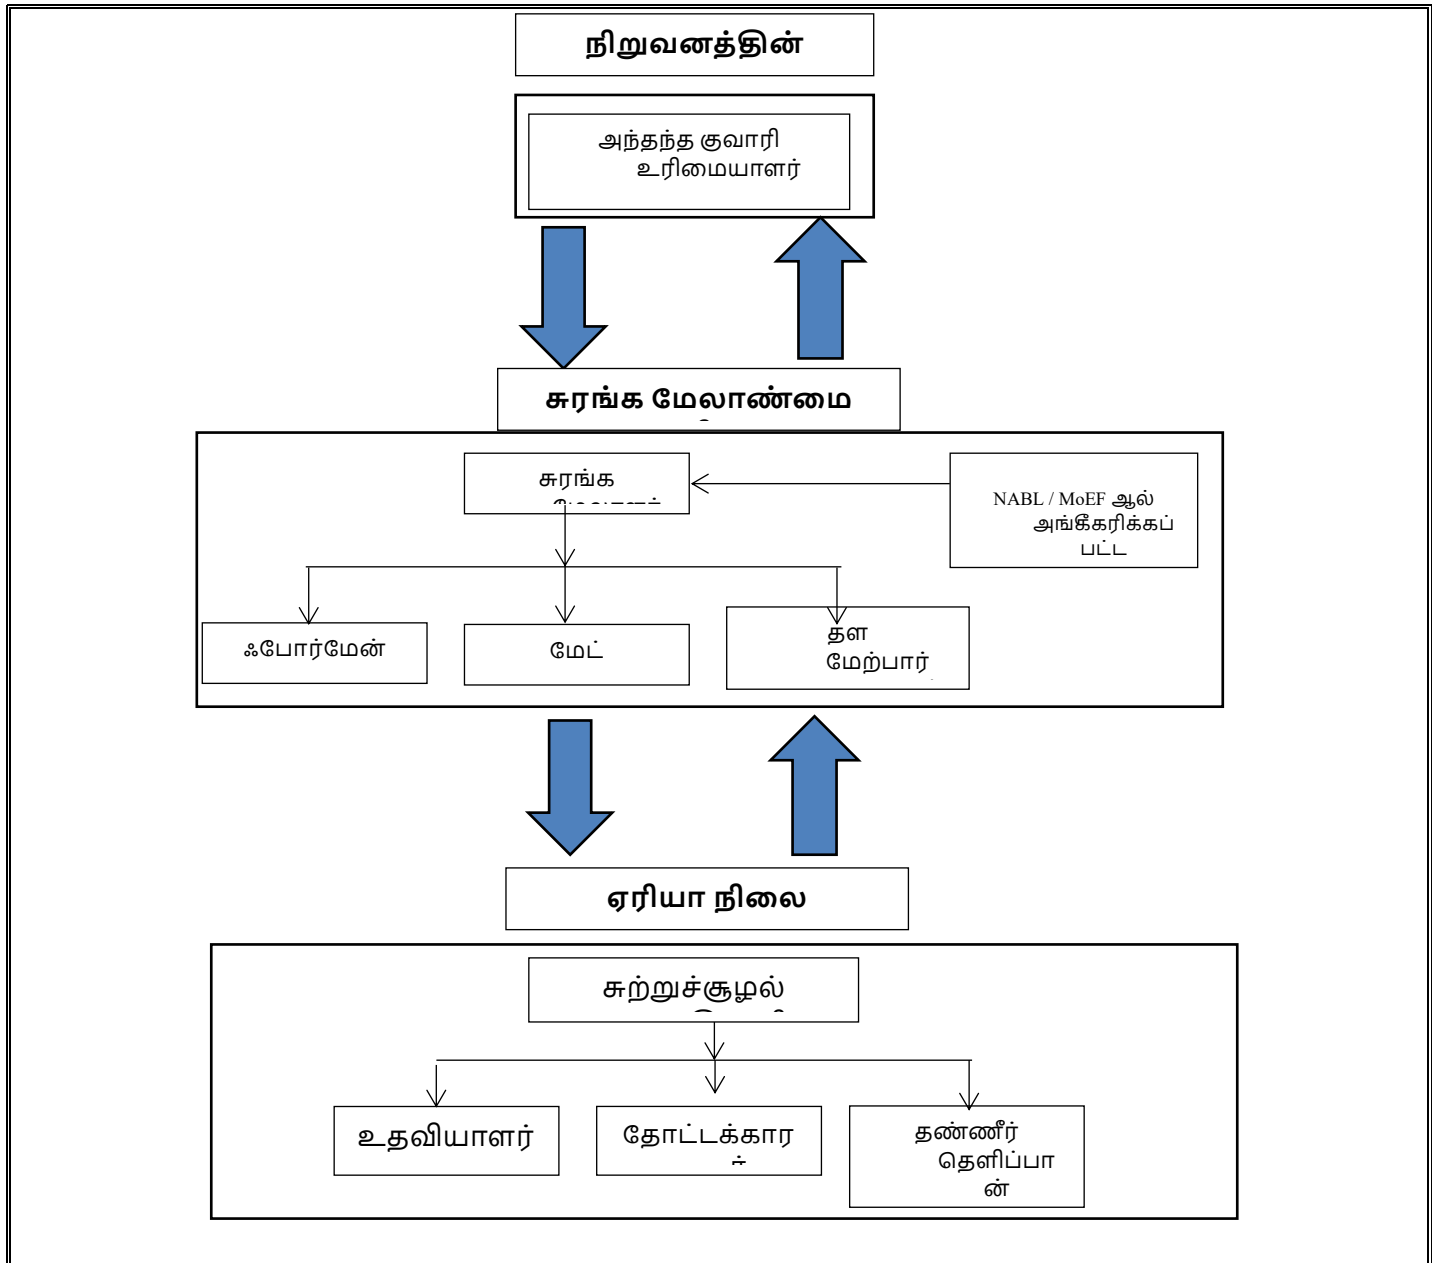 நிறுவனத்தின்
அந்தந்த குவாரி
உரிமையாளர்
சுரங்க மேலாண்மை
சுரங்க
NABL / MoEF ஆல்
அங்கீகரிக்கப்
பட்ட
ஃபோர்மேன்
மேட்
தள
மேற்பார்
ஏரியா நிலை
சுற்றுச்சூழல்
உதவியாளர்
தோட்டக்கார
ர்
தண்ணீர்
தெளிப்பா
ன்